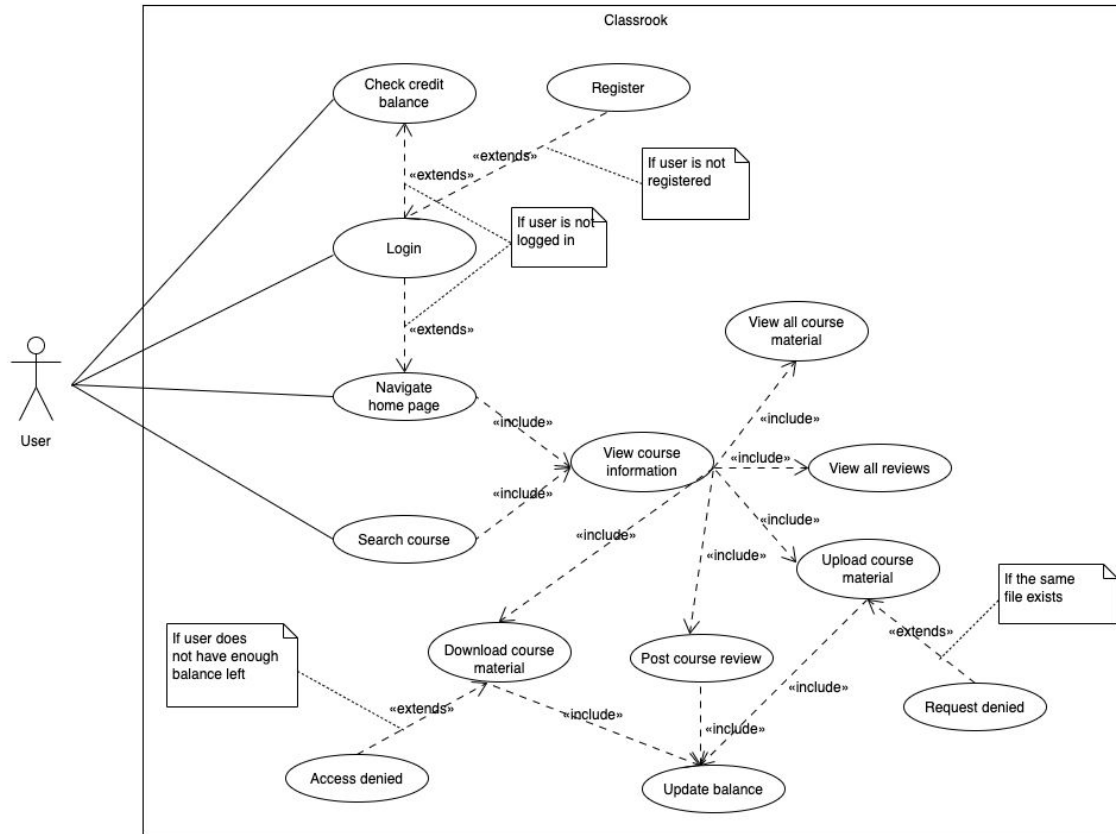 Classrook
Check credit
balance
Register
«extends»
«extends»
If user is not
registered
If user is not
logged in
Login
«extends»
View all course
material
Navigate
home page
User
«include»
«include»
View course
information
«include»
View all reviews
«include»
Search course
«include»
«include»
«include»
Upload course
material
If the same
file exists
If user does
not have enough
balance left
Download course
material
Post course review
«extends»
«include»
«extends»
«include»
«include»
Request denied
Access denied
Update balance